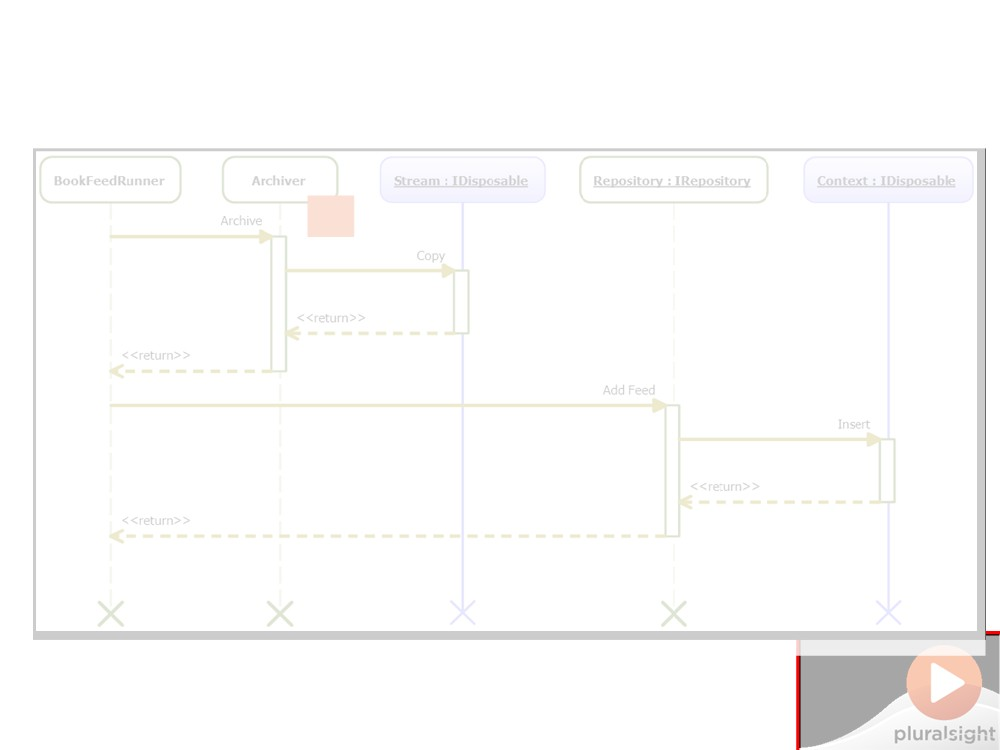 BookFeedRunner
Archiver
Stream : IDisposable
Repository : IRepository
Context : IDisposable
Archive
Copy
<<return>>
<<return>>
Add Feed
Insert
<<return>>
<<return>>
pluralsight